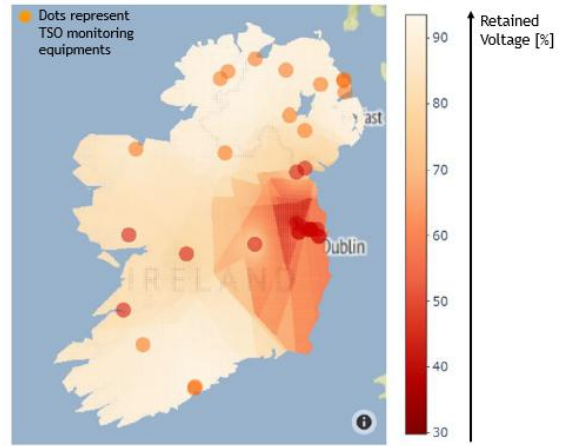 Dots represent
TSO monitoring
equipments
Retained
Voltage [%]
90
80
70
60
50
40
30
ast
Dublin
IRELAND
i